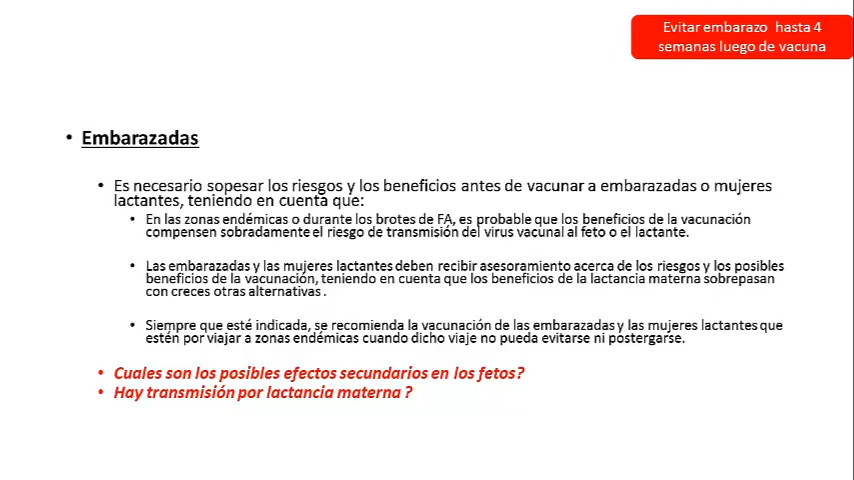 Evitar embarazo hasta 4
semanas luego de vacuna
• Embarazadas
• Es necesario sopesar los riesgos y los beneficios antes de vacunar a embarazadas o mujeres
lactantes, teniendo en cuenta que:
• En las zonas endémicas o durante los brotes de FA, es probable que los beneficios de la vacunación
compensen sobradamente el riesgo de transmisión del virus vacunal al feto o el lactante.
• Las embarazadas y las mujeres lactantes deben recibir asesoramiento acerca de los riesgos y los posibles
beneficios de la vacunación, teniendo en cuenta que los beneficios de la lactancia materna sobrepasan
con creces otras alternativas .
• Siempre que esté indicada, se recomienda la vacunación de las embarazadas y las mujeres lactantes que
estén por viajar a zonas endémicas cuando dicho viaje no pueda evitarse ni postergarse.
• Cuales son los posibles efectos secundarios en los fetos?
• Hay transmisión por lactancia materna ?